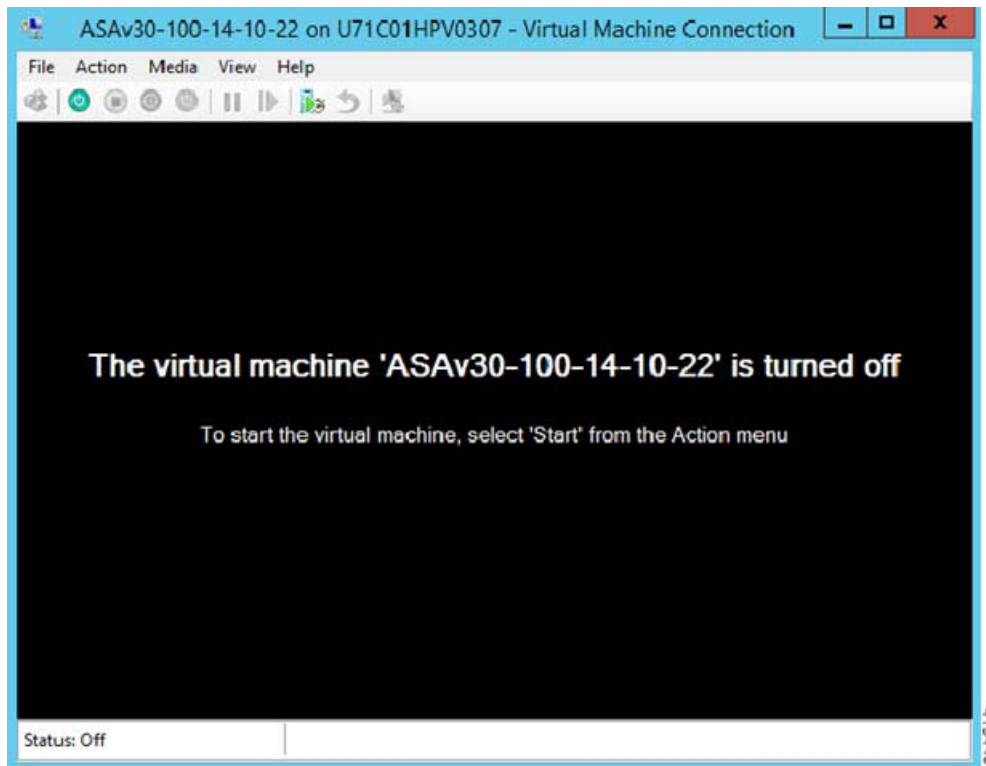 ASAv30-100-14-10-22 on U71C01HPV0307 - Virtual Machine Connection
File Action Media View Help
The virtual machine 'ASAv30-100-14-10-22' is turned off
To start the virtual machine, select 'Start' from the Action menu
Status: Off